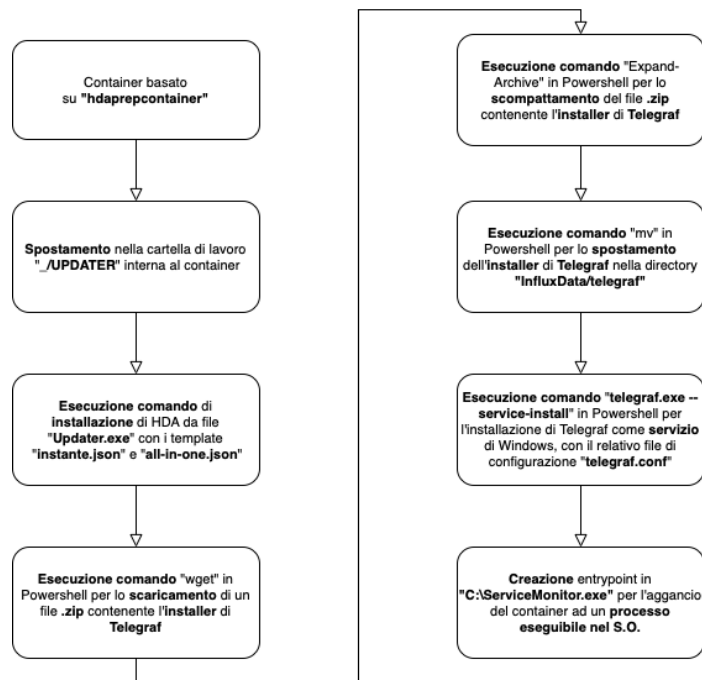 Container basato
su "hdaprepcontainer"
Spostamento nella cartella di lavoro
"_/UPDATER" interna al container
Esecuzione comando di
installazione di HDA da file
"Updater.exe" con i template
"instante.json" e "all-in-one.json"
Esecuzione comando "wget" in
Powershell per lo scaricamento di un
file .zip contenente l'installer di
Telegraf
Esecuzione comando "Expand-
Archive" in Powershell per lo
scompattamento del file .zip
contenente l'installer di Telegraf
Esecuzione comando "mv" in
Powershell per lo spostamento
dell'installer di Telegraf nella directory
"InfluxData/telegraf"
Esecuzione comando "telegraf.exe --
service-install" in Powershell per
l'installazione di Telegraf come servizio
di Windows, con il relativo file di
configurazione "telegraf.conf"
Creazione entrypoint in
"C:\ServiceMonitor.exe" per l'aggancio
del container ad un processo
eseguibile nel S.O.